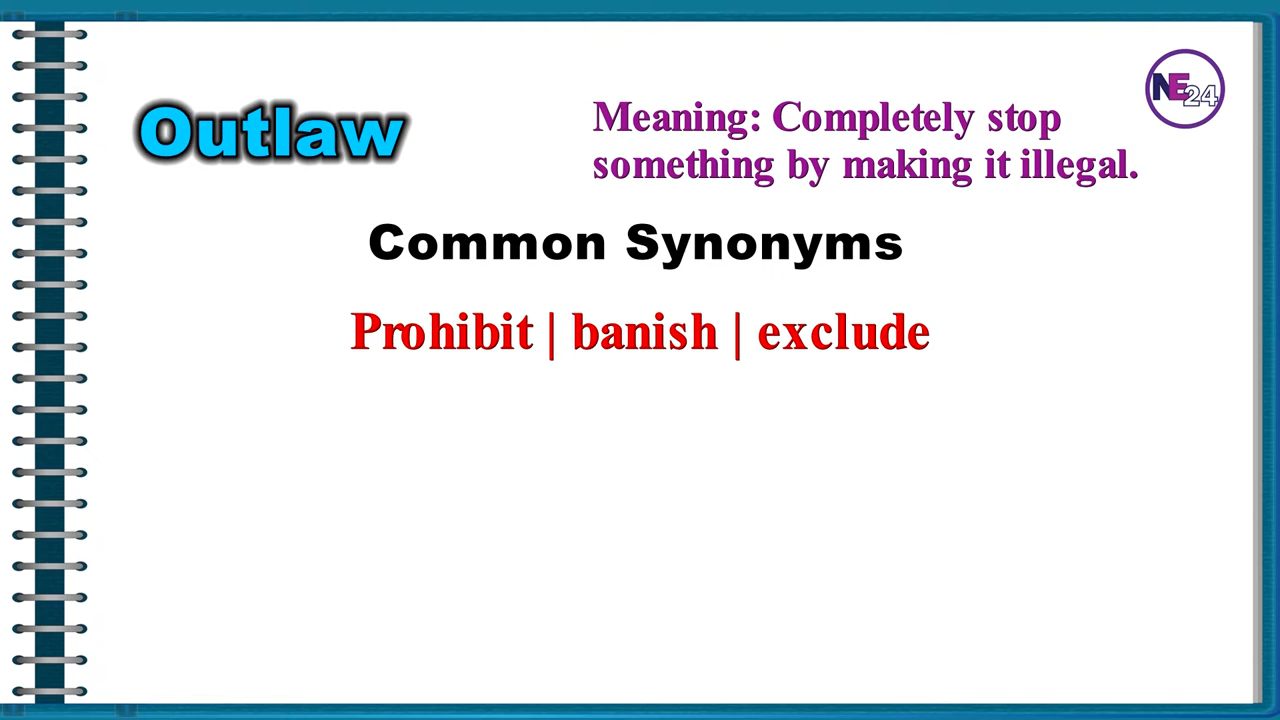 Outlaw
Meaning: Completely stop
something by making it illegal.
NE24
Common Synonyms
Prohibit | banish | exclude